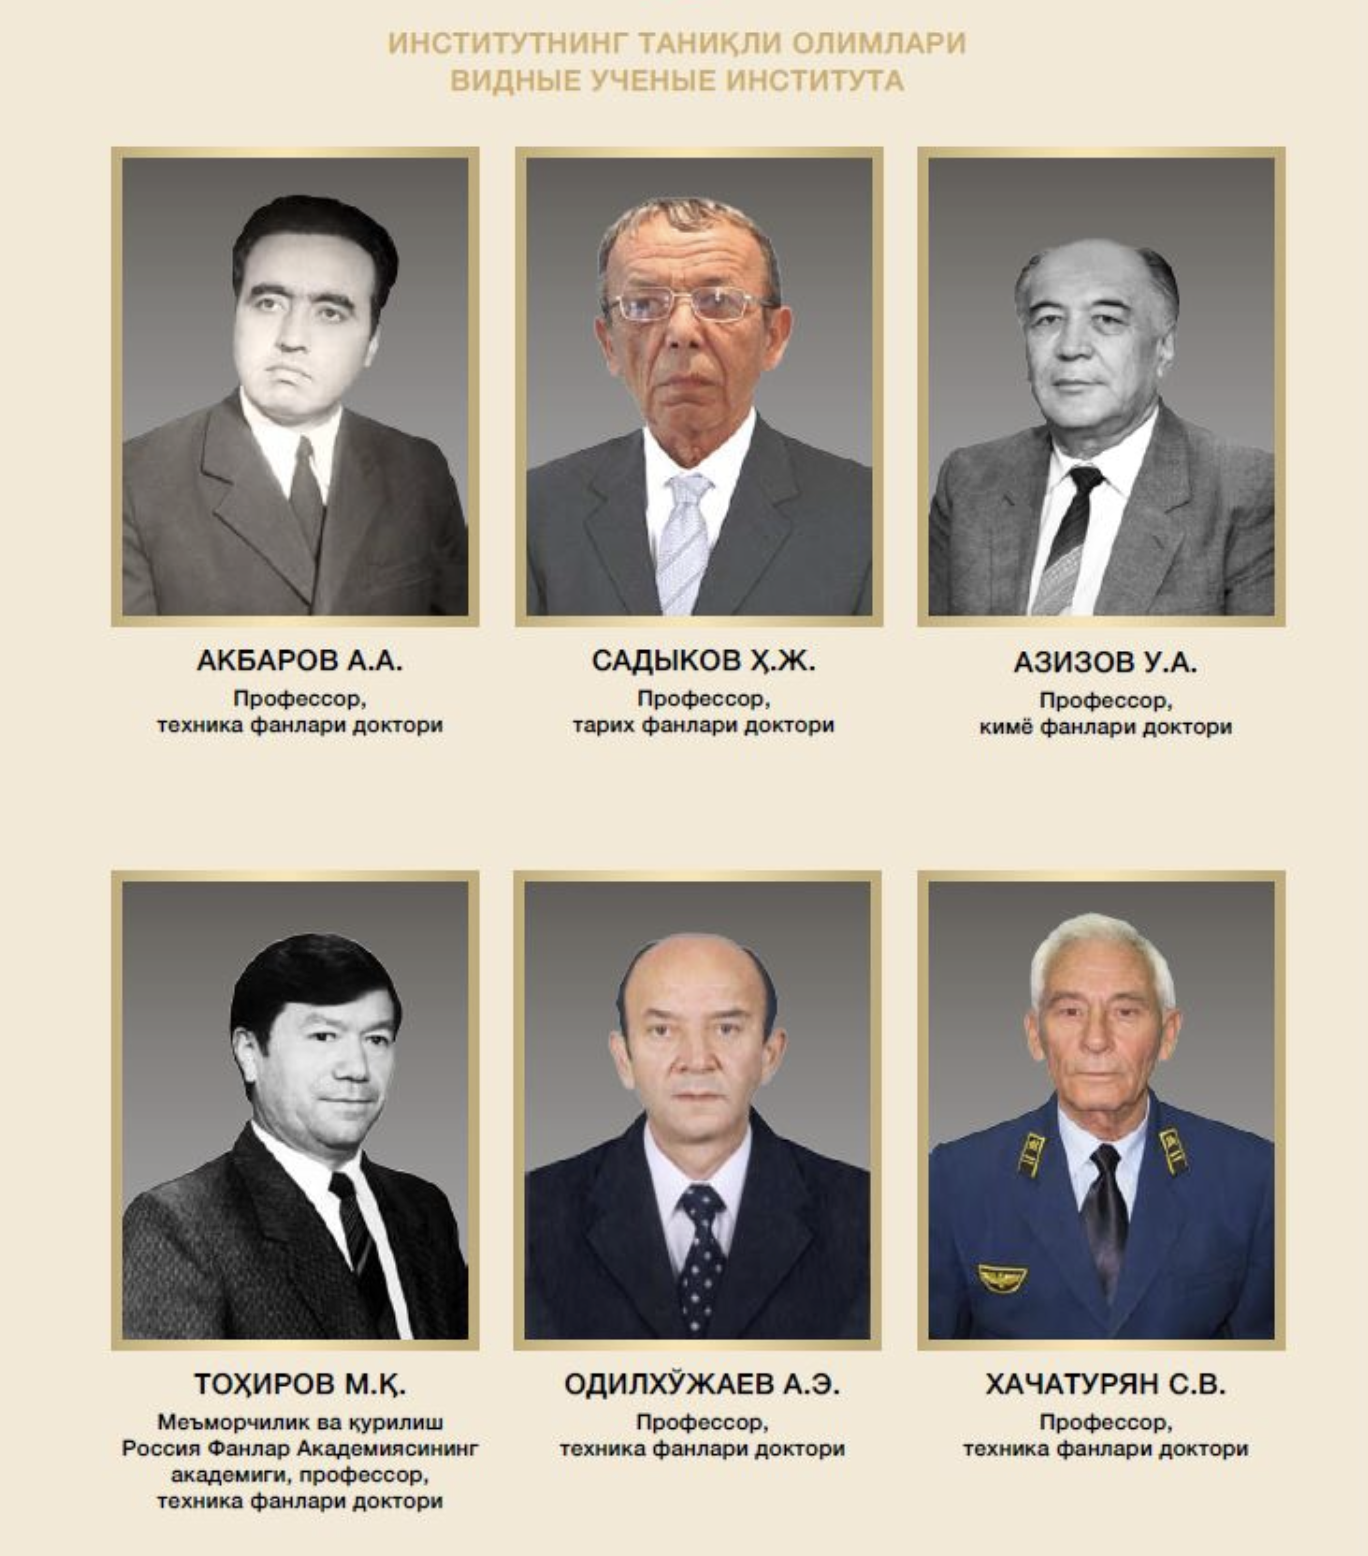 ИНСТИТУТНИНГ ТАНИҚЛИ ОЛИМЛАРИ
ВИДНЫЕ УЧЕНЫЕ ИНСТИТУТА
АКБАРОВ А.А.
Профессор,
техника фанлари доктори
САДЫКОВ Ҳ.Ж.
Профессор,
тарих фанлари доктори
АЗИЗОВ У.А.
Профессор,
кимё фанлари доктори
ТОҲИРОВ М.Қ.
Меъморчилик ва қурилиш
Россия Фанлар Академиясининг
академиги, профессор,
техника фанлари доктори
ОДИЛХЎЖАЕВ А.Э.
Профессор,
техника фанлари доктори
ХАЧАТУРЯН С.В.
Профессор,
техника фанлари доктори